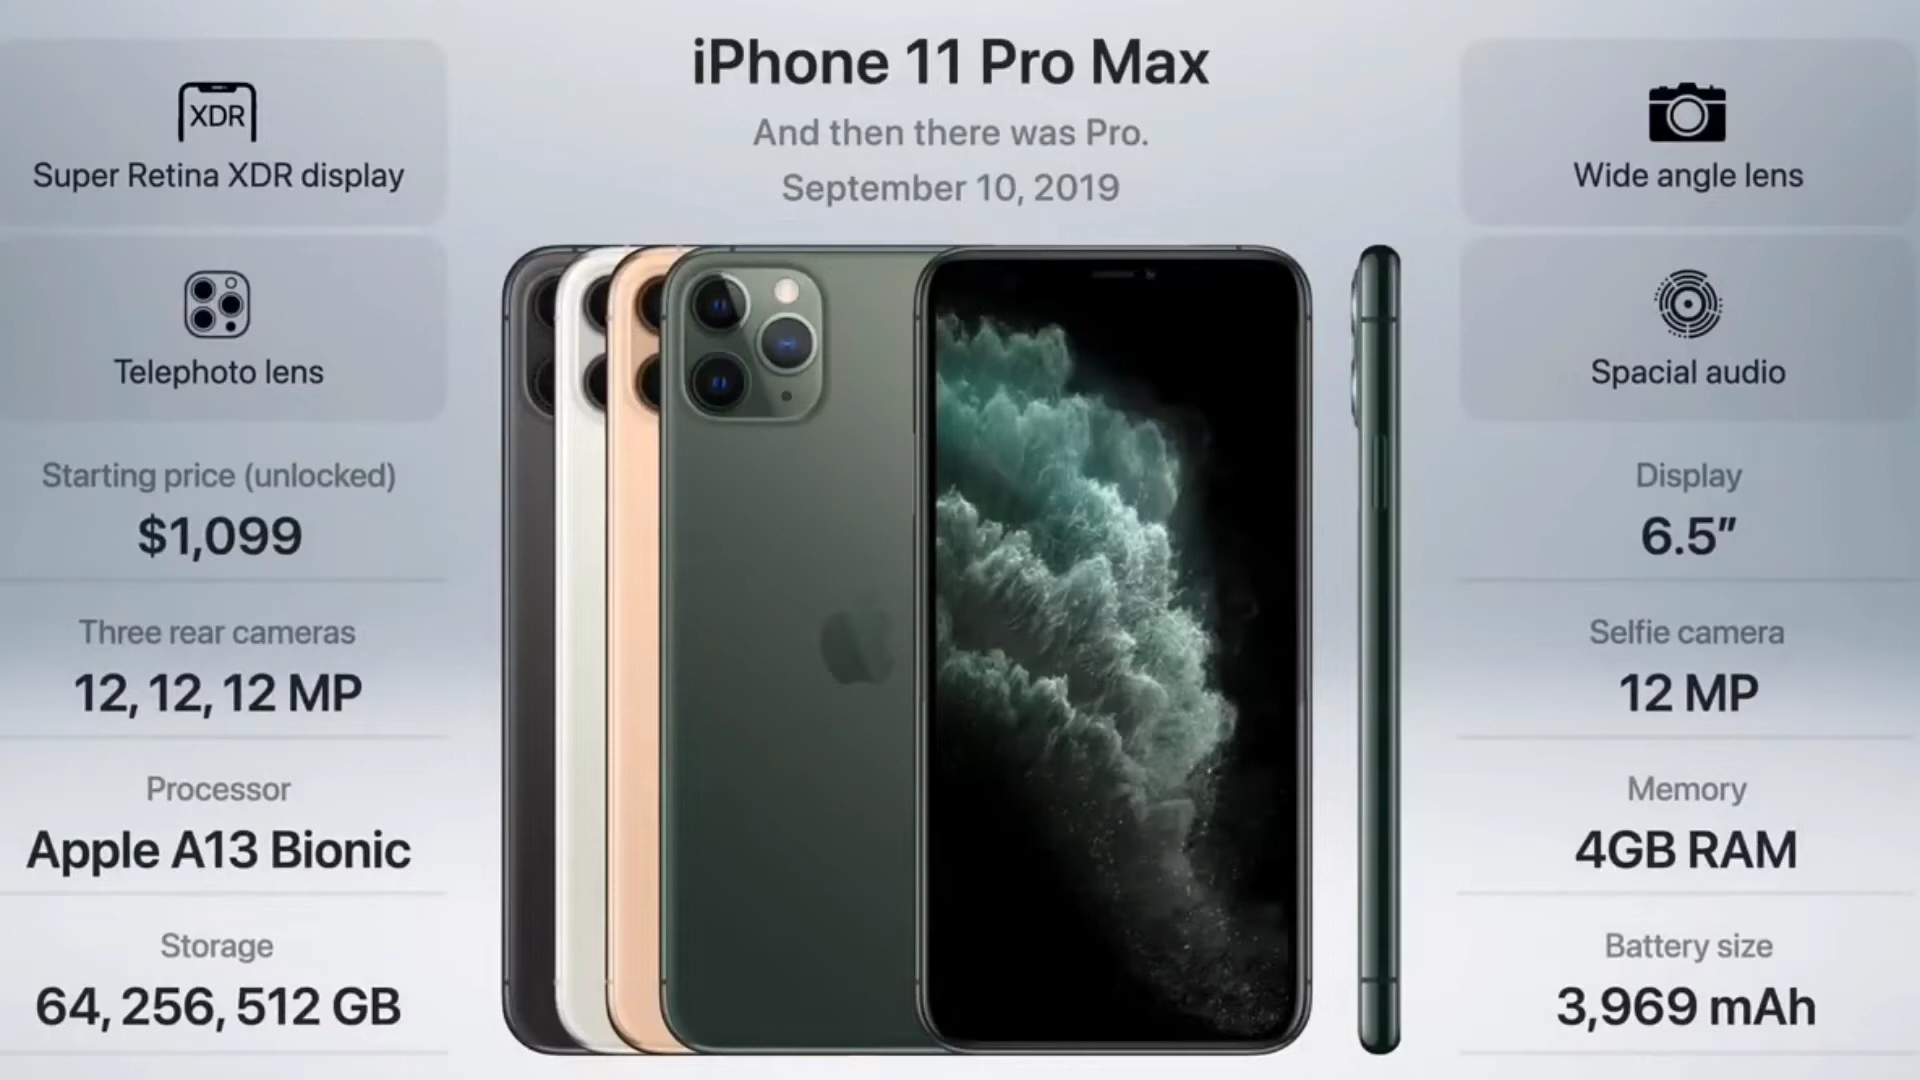 iPhone 11 Pro Max
And then there was Pro.
September 10, 2019
XDR
Super Retina XDR display
Telephoto lens
Starting price (unlocked)
$1,099
Three rear cameras
12, 12, 12 MP
Processor
Apple A13 Bionic
Storage
64, 256, 512 GB
Wide angle lens
Spacial audio
Display
6.5″
Selfie camera
12 MP
Memory
4GB RAM
Battery size
3,969 mAh